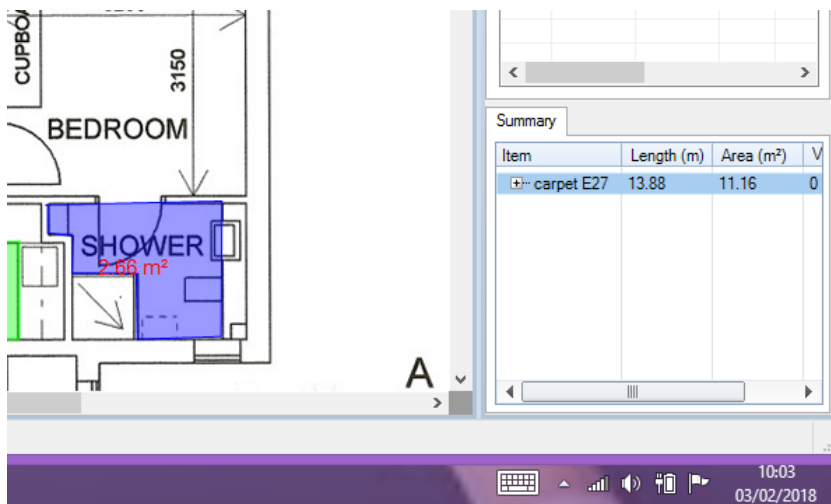 CUPBO
3150
BEDROOM
SHOWER
2.66 m²
A
Summary
Item Length (m) Area (m²) V
carpet E27 13.88 11.16 0
10:03
03/02/2018